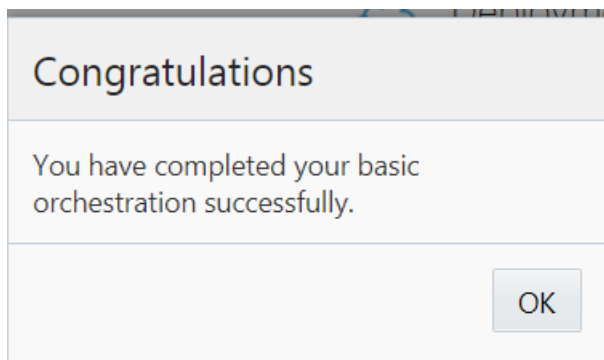 Congratulations
You have completed your basic
orchestration successfully.
OK